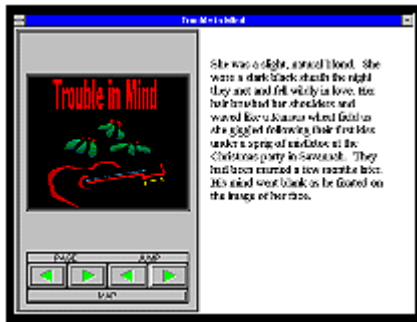 Trouble in Mind
Trouble in Mind
PAGE JUMP
MAP
She was a slight, natural blond. She
wore a dark black sheath the night
they met and fell wildly in love. Her
hair brushed her shoulders and
waved like a Kansas wheat field as
she giggled following their first kiss
under a sprig of mistletoe at the
Christmas party in Savannah. They
had been married a few months later.
His mind went blank as he fixated on
the image of her face.